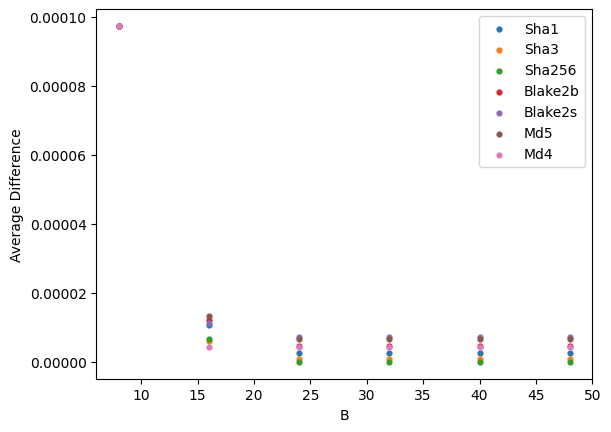 0.00010
0.00008
0.00006
0.00004
0.00002
0.00000
Average Difference
10 15 20 25 30 35 40 45 50
B
Sha1
Sha3
Sha256
Blake2b
Blake2s
Md5
Md4